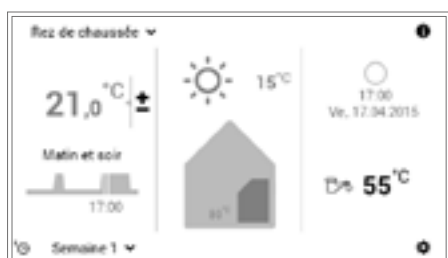 Rez de chaussée
21,0°C
±
15°C
17:00
Ve, 17.04.2015
Matin et soir
17:00
55°C
Semaine 1